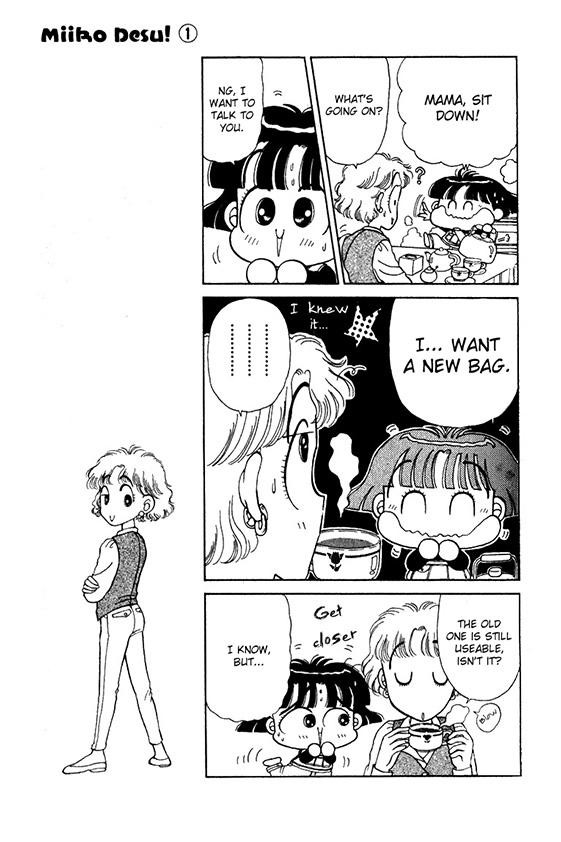 Miiko Desu! ①
MAMA, SIT
DOWN!
WHAT'S
GOING ON?
?
NG, I
WANT TO
TALK TO
YOU.
I... WANT
A NEW BAG.
I knew
it...
THE OLD
ONE IS STILL
USEABLE,
ISN'T IT?
Blow
Get
closer
I KNOW,
BUT...